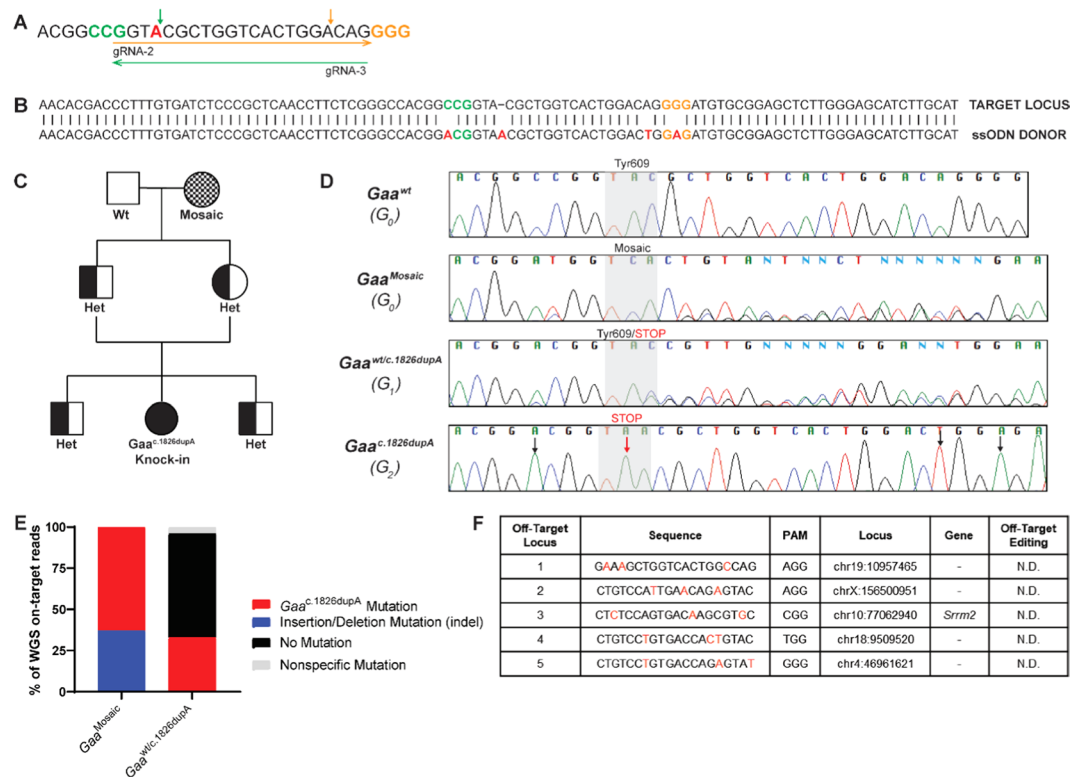 A
ACGGCCGGTACGCTGGTCACTGGACAGGGG
gRNA-2
gRNA-3
B
AACACGACCCTTTGTGATCTCCCGCTCAACCTTCTCGGGCCACGGCCGGTA-CGCTGGTCACTGGACAGGGGATGTGCGGAGCTCTTGGGAGCATCTTGCAT TARGET LOCUS
AACACGACCCTTTGTGATCTCCCGCTCAACCTTCTCGGGCCACGGACGGTAACGCTGGTCACTGGACTGGAGATGTGCGGAGCTCTTGGGAGCATCTTGCAT ssODN DONOR
C
Wt
Mosaic
Het
Het
Het
Gaa c.1826dupA
Knock-in
Het
D
Tyr609
Gaa wt
(G0)
A C G G C C G G T A C G C T G G T C A C T G G A C A G G G G
Mosaic
Gaa Mosaic
(G0)
A C G G A T G G T C A C T G T A N T N N C T N N N N N N G A A
Tyr609/STOP
Gaa wt/c.1826dupA
(G1)
A C G G A C G G T A C C G T T G N N N N N G G A N N T G G A A
STOP
Gaa c.1826dupA
(G2)
A C G G A C G G T A A C G C T G G T C A C T G G A C T G G A G A
E
% of WGS on-target reads
100
75
50
25
0
Gaa Mosaic
Gaa wt/c.1826dupA
Gaa c.1826dupA Mutation
Insertion/Deletion Mutation (indel)
No Mutation
Nonspecific Mutation
F
Off-Target Locus Sequence PAM Locus Gene Off-Target Editing
1 GAAAGCTGGTCACTGGCCAG AGG chr19:10957465 - N.D.
2 CTGTCCATTGAACAGAGTAC AGG chrX:156500951 - N.D.
3 CTCTCCAGTGACAAGCGTGC CGG chr10:77062940 Srrm2 N.D.
4 CTGTCCTGTGACCACTGTAC TGG chr18:9509520 - N.D.
5 CTGTCCTGTGACCAGAGTAT GGG chr4:46961621 - N.D.